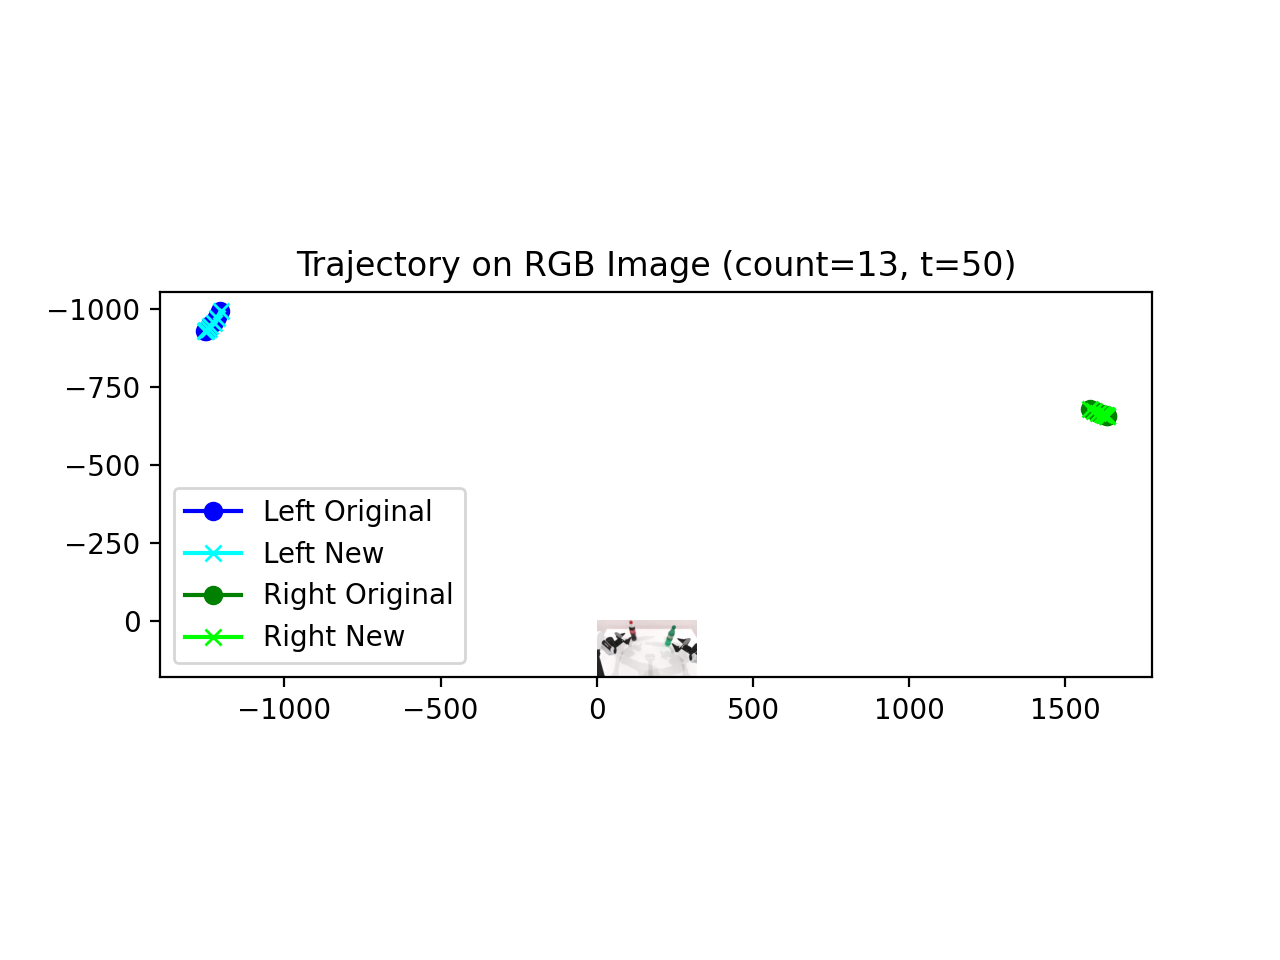 Trajectory on RGB Image (count=13, t=50)
−1000
−750
−500
−250
0
Left Original
Left New
Right Original
Right New
−1000 −500 0 500 1000 1500